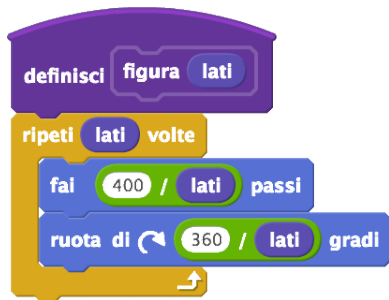 definisci figura lati
ripeti lati volte
fai 400 / lati passi
ruota di 360 / lati gradi